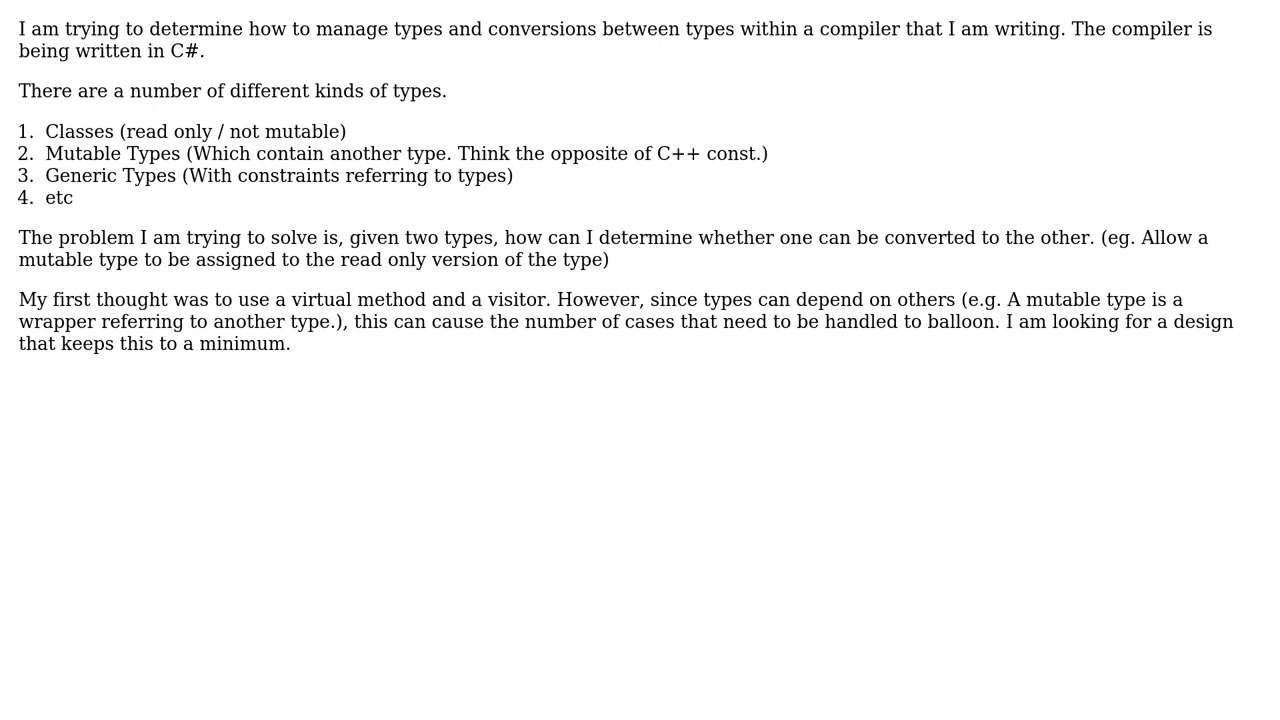 I am trying to determine how to manage types and conversions between types within a compiler that I am writing. The compiler is
being written in C#.
There are a number of different kinds of types.
1. Classes (read only / not mutable)
2. Mutable Types (Which contain another type. Think the opposite of C++ const.)
3. Generic Types (With constraints referring to types)
4. etc
The problem I am trying to solve is, given two types, how can I determine whether one can be converted to the other. (eg. Allow a
mutable type to be assigned to the read only version of the type)
My first thought was to use a virtual method and a visitor. However, since types can depend on others (e.g. A mutable type is a
wrapper referring to another type.), this can cause the number of cases that need to be handled to balloon. I am looking for a design
that keeps this to a minimum.